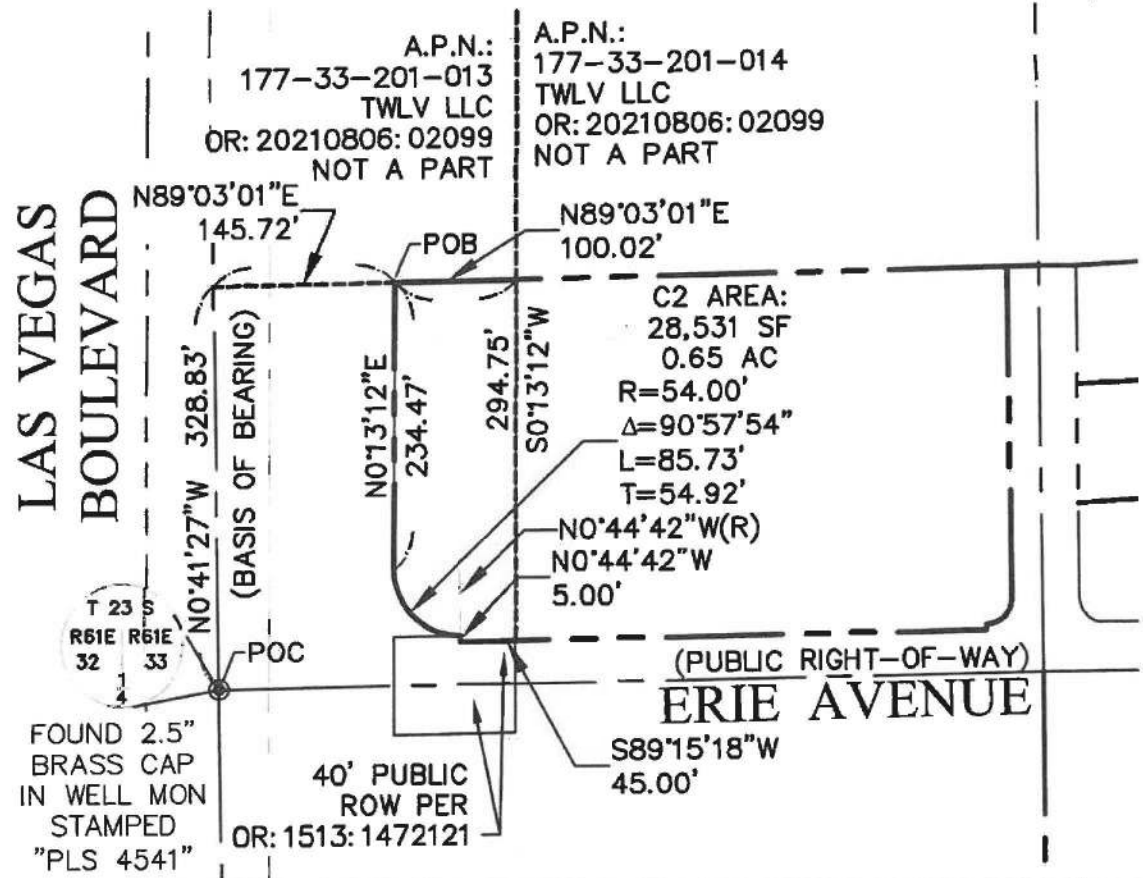 A.P.N.:
177-33-201-013
TWLV LLC
OR: 20210806: 02099
NOT A PART
A.P.N.:
177-33-201-014
TWLV LLC
OR: 20210806: 02099
NOT A PART
LAS VEGAS
BOULEVARD
N89°03'01"E
145.72'
POB
N89°03'01"E
100.02'
N0°41'27"W 328.83'
(BASIS OF BEARING)
N0°13'12"E
234.47'
294.75'
S0°13'12"W
C2 AREA:
28,531 SF
0.65 AC
R=54.00'
Δ=90°57'54"
L=85.73'
T=54.92'
N0°44'42"W(R)
N0°44'42"W
5.00'
T 23 S
R61E R61E
32 33
1
4
POC
(PUBLIC RIGHT-OF-WAY)
ERIE AVENUE
FOUND 2.5"
BRASS CAP
IN WELL MON
STAMPED
"PLS 4541"
40' PUBLIC
ROW PER
OR: 1513: 1472121
S89°15'18"W
45.00'